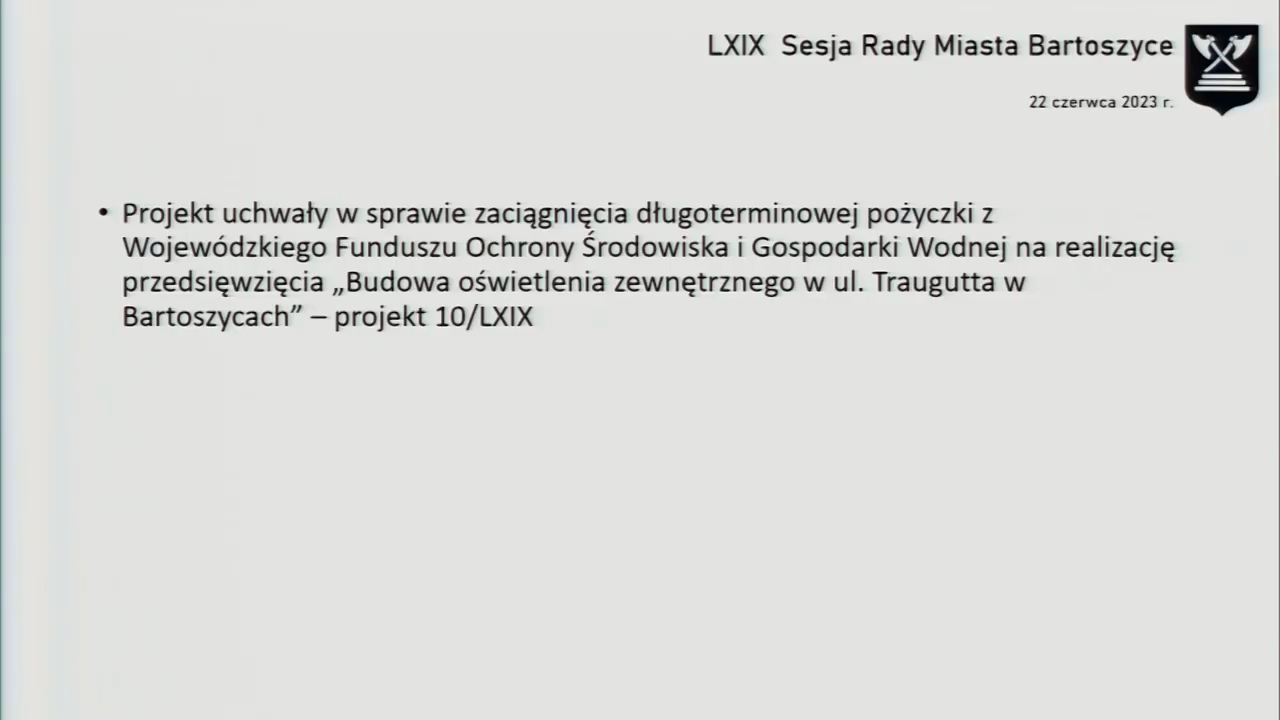 LXIX Sesja Rady Miasta Bartoszyce
22 czerwca 2023 r.
• Projekt uchwały w sprawie zaciągnięcia długoterminowej pożyczki z
Wojewódzkiego Funduszu Ochrony Środowiska i Gospodarki Wodnej na realizację
przedsięwzięcia „Budowa oświetlenia zewnętrznego w ul. Traugutta w
Bartoszycach” – projekt 10/LXIX